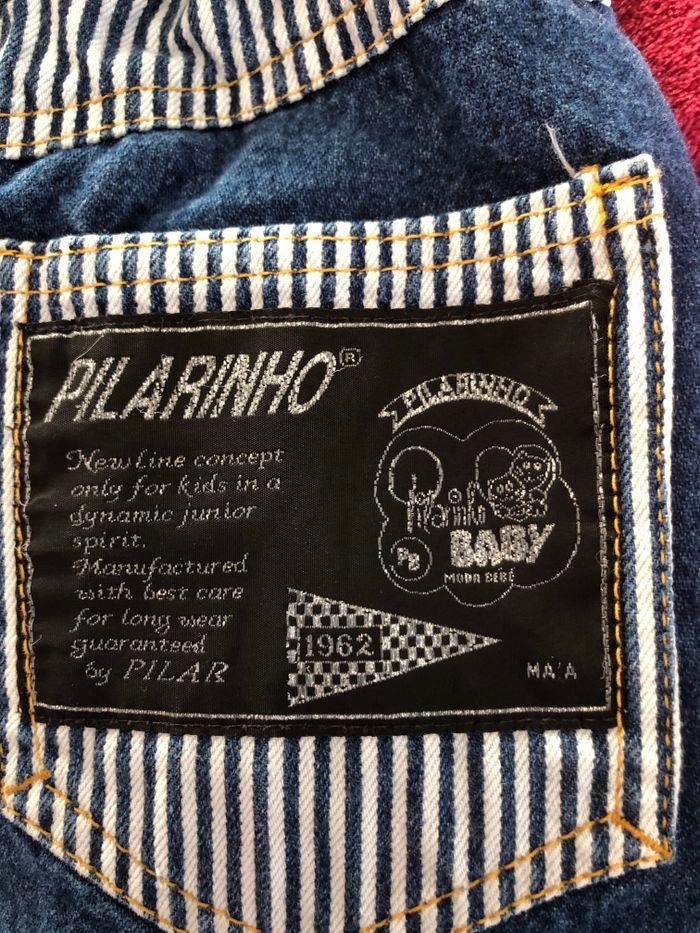 PILARINHO®
New Line concept
only for kids in a
dynamic junior
spirit.
Manufactured
with best care
for long wear
guaranteed
by PILAR
PILARINHO
BABY
MODA BEBÉ
1962
MA'A